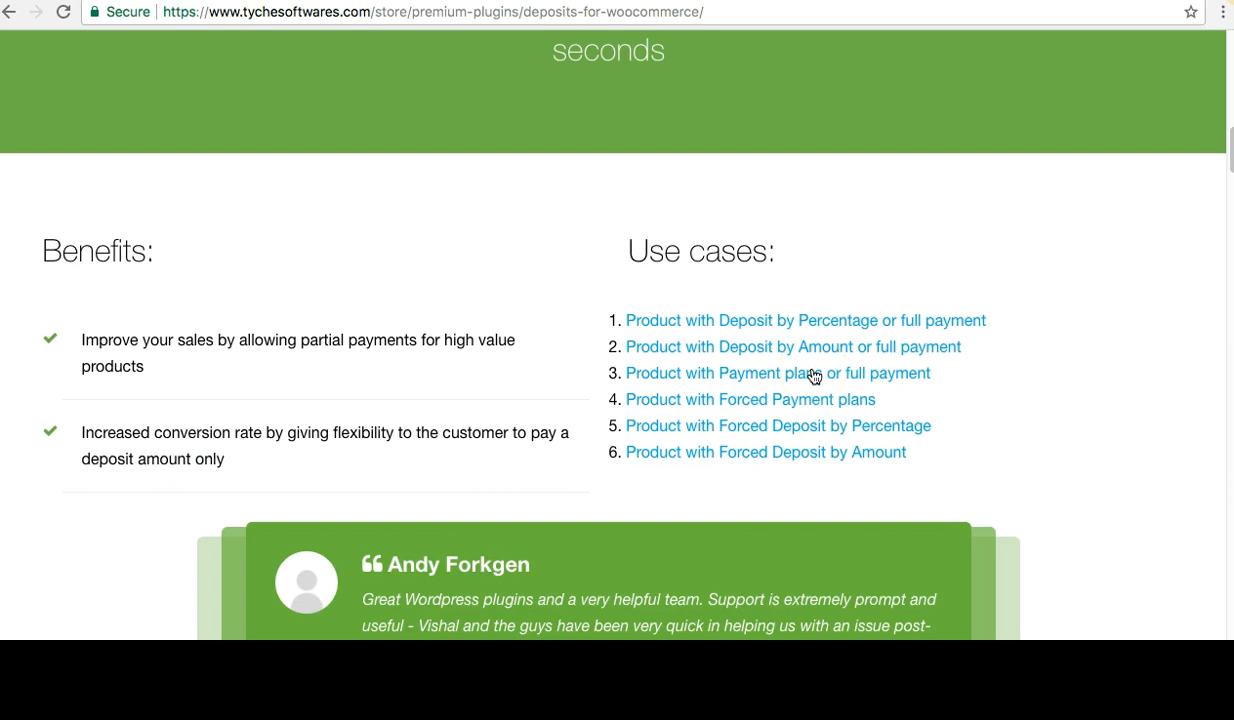 Secure https://www.tychesoftwares.com/store/premium-plugins/deposits-for-woocommerce/
seconds
Benefits:
Improve your sales by allowing partial payments for high value
products
Increased conversion rate by giving flexibility to the customer to pay a
deposit amount only
Use cases:
1. Product with Deposit by Percentage or full payment
2. Product with Deposit by Amount or full payment
3. Product with Payment plans or full payment
4. Product with Forced Payment plans
5. Product with Forced Deposit by Percentage
6. Product with Forced Deposit by Amount
“ Andy Forkgen
Great Wordpress plugins and a very helpful team. Support is extremely prompt and
useful - Vishal and the guys have been very quick in helping us with an issue post-